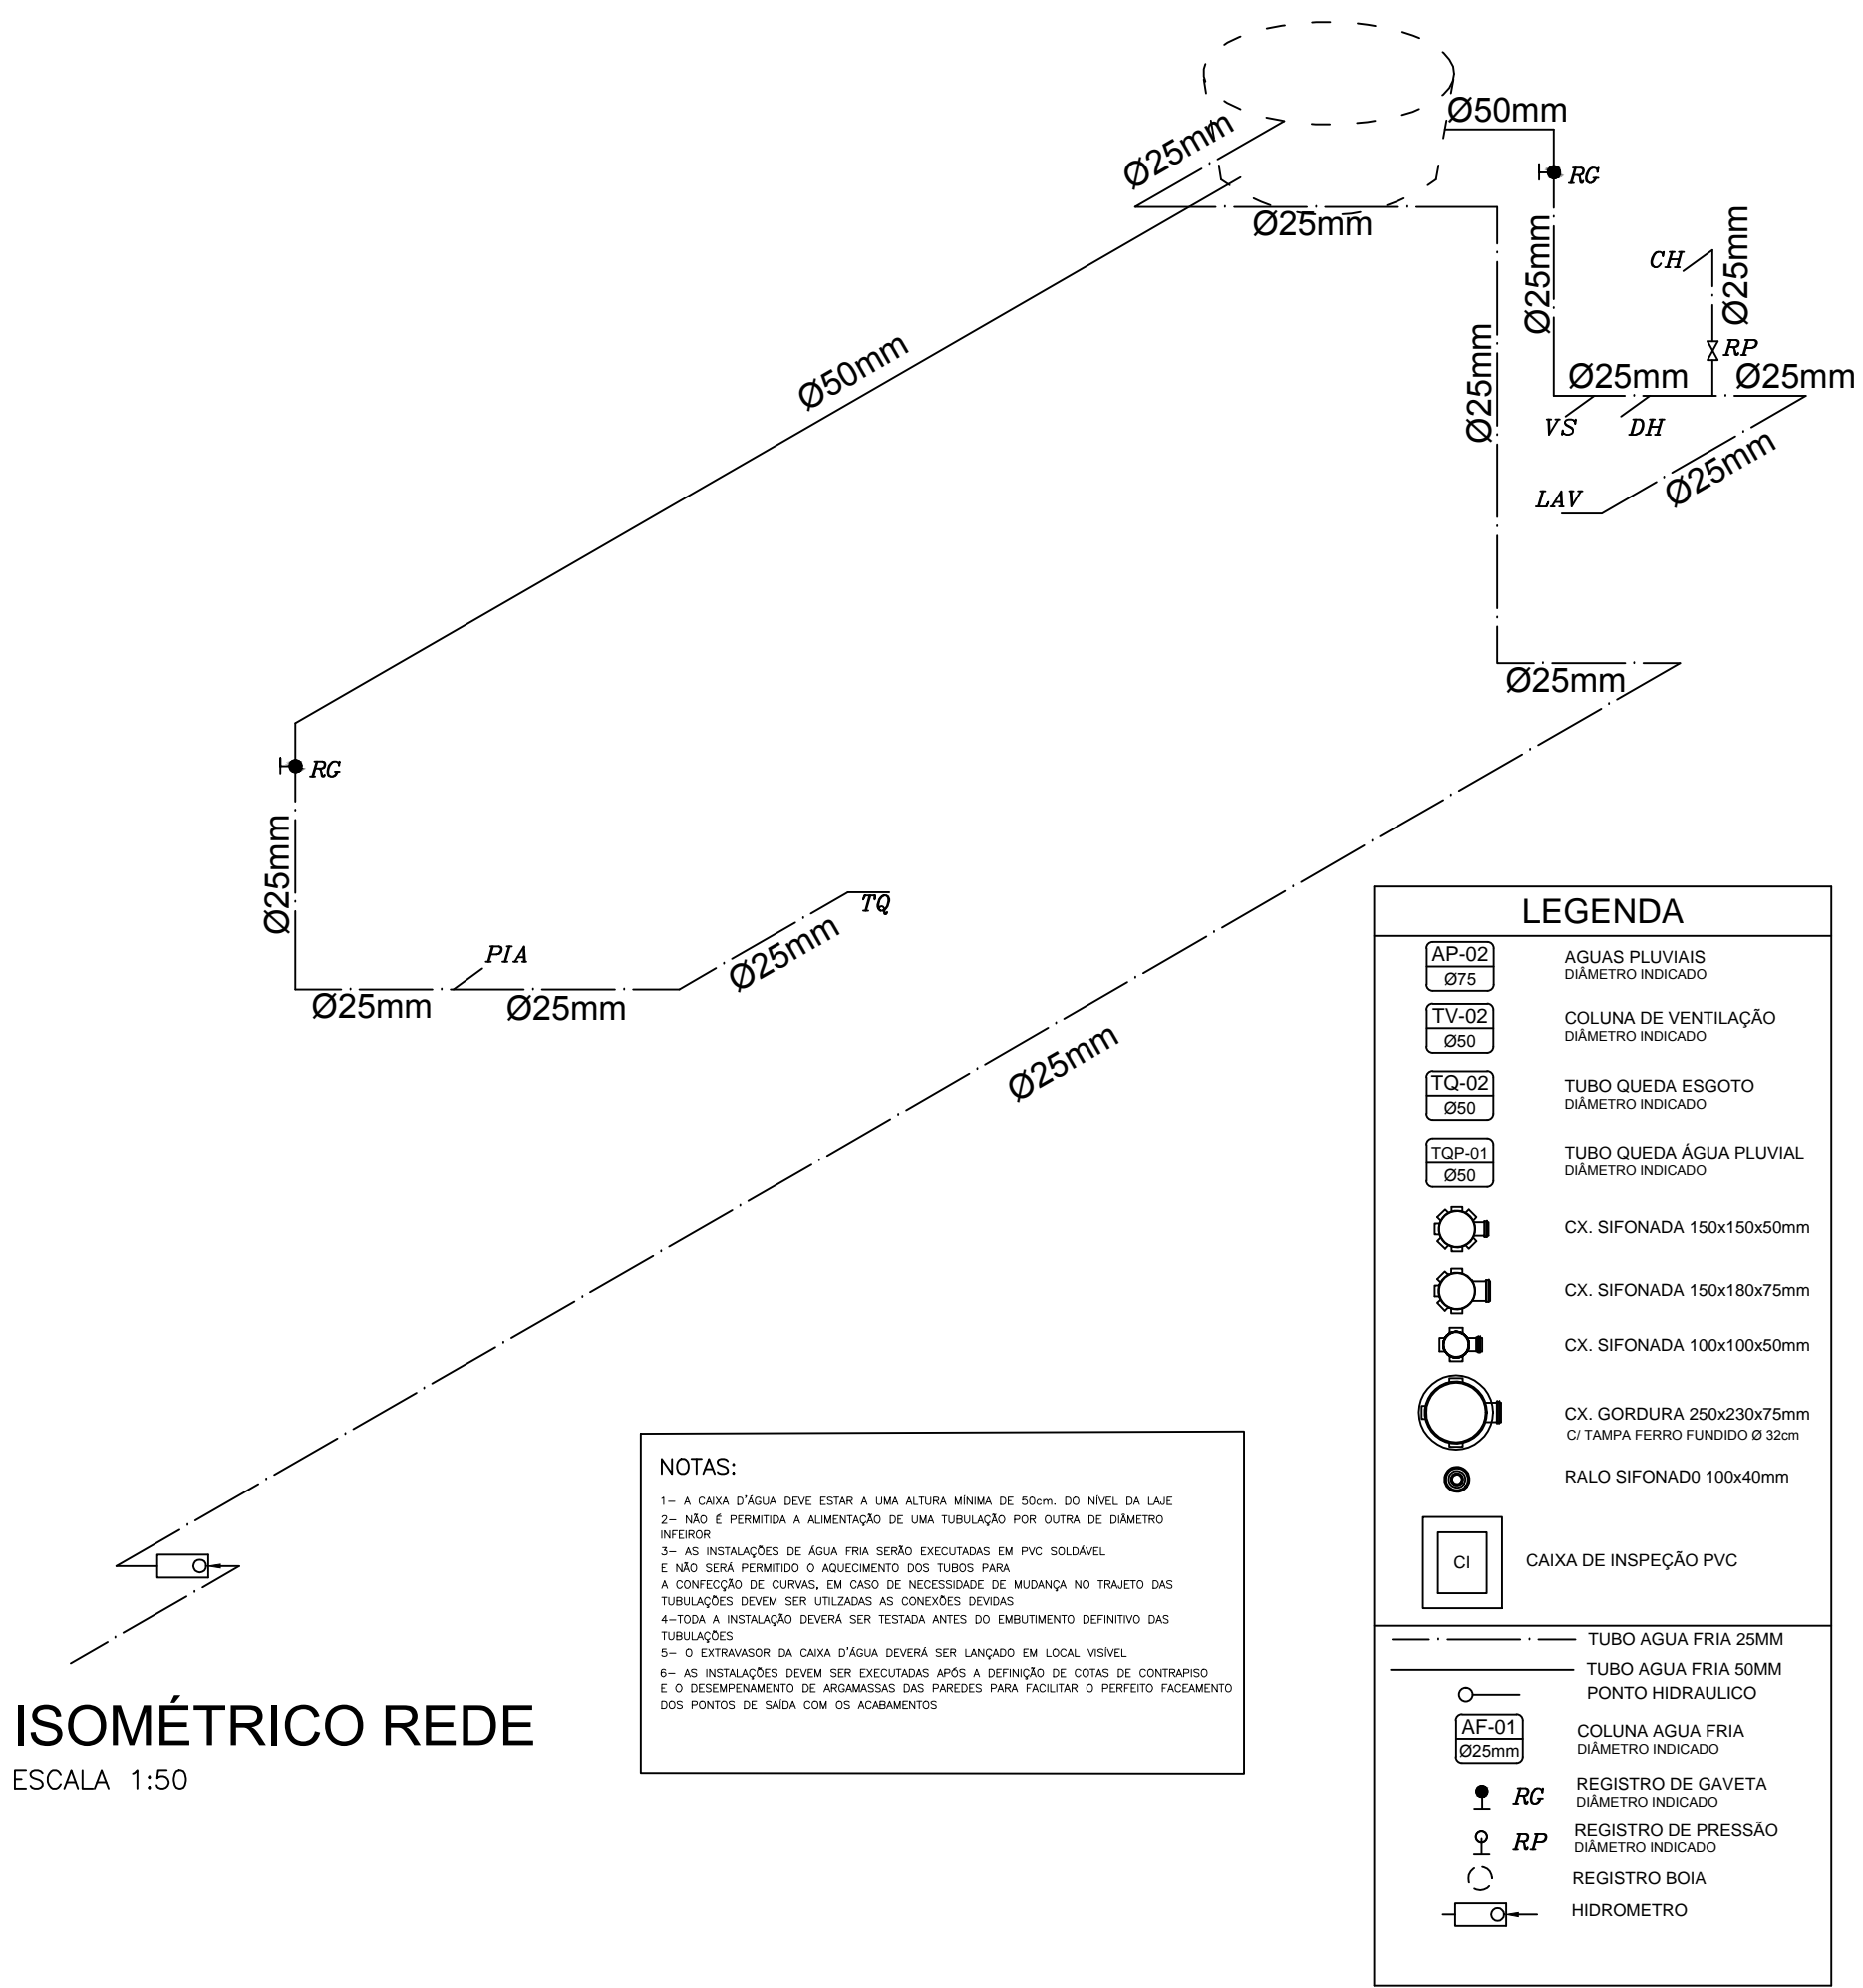 Ø50mm
Ø25mm
RG
Ø25mm
Ø25mm
Ø25mm
CH
RP
Ø50mm
Ø25mm
Ø25mm
Ø25mm
VS
DH
Ø25mm
LAV
Ø25mm
RG
Ø25mm
TQ
PIA
Ø25mm
Ø25mm
Ø25mm
Ø25mm
LEGENDA
AP-02
Ø75
AGUAS PLUVIAIS
DIÂMETRO INDICADO
TV-02
Ø50
COLUNA DE VENTILAÇÃO
DIÂMETRO INDICADO
TQ-02
Ø50
TUBO QUEDA ESGOTO
DIÂMETRO INDICADO
TQP-01
Ø50
TUBO QUEDA ÁGUA PLUVIAL
DIÂMETRO INDICADO
CX. SIFONADA 150x150x50mm
CX. SIFONADA 150x180x75mm
CX. SIFONADA 100x100x50mm
CX. GORDURA 250x230x75mm
C/ TAMPA FERRO FUNDIDO Ø 32cm
RALO SIFONAD0 100x40mm
CI
CAIXA DE INSPEÇÃO PVC
TUBO AGUA FRIA 25MM
TUBO AGUA FRIA 50MM
PONTO HIDRAULICO
AF-01
Ø25mm
COLUNA AGUA FRIA
DIÂMETRO INDICADO
RG
REGISTRO DE GAVETA
DIÂMETRO INDICADO
RP
REGISTRO DE PRESSÃO
DIÂMETRO INDICADO
REGISTRO BOIA
HIDROMETRO
NOTAS:
1- A CAIXA D'ÁGUA DEVE ESTAR A UMA ALTURA MÍNIMA DE 50cm. DO NÍVEL DA LAJE
2- NÃO É PERMITIDA A ALIMENTAÇÃO DE UMA TUBULAÇÃO POR OUTRA DE DIÂMETRO
INFEIROR
3- AS INSTALAÇÕES DE ÁGUA FRIA SERÃO EXECUTADAS EM PVC SOLDÁVEL
E NÃO SERÁ PERMITIDO O AQUECIMENTO DOS TUBOS PARA
A CONFECÇÃO DE CURVAS, EM CASO DE NECESSIDADE DE MUDANÇA NO TRAJETO DAS
TUBULAÇÕES DEVEM SER UTILZADAS AS CONEXÕES DEVIDAS
4-TODA A INSTALAÇÃO DEVERÁ SER TESTADA ANTES DO EMBUTIMENTO DEFINITIVO DAS
TUBULAÇÕES
5- O EXTRAVASOR DA CAIXA D'ÁGUA DEVERÁ SER LANÇADO EM LOCAL VISÍVEL
6- AS INSTALAÇÕES DEVEM SER EXECUTADAS APÓS A DEFINIÇÃO DE COTAS DE CONTRAPISO
E O DESEMPENAMENTO DE ARGAMASSAS DAS PAREDES PARA FACILITAR O PERFEITO FACEAMENTO
DOS PONTOS DE SAÍDA COM OS ACABAMENTOS
ISOMÉTRICO REDE
ESCALA 1:50